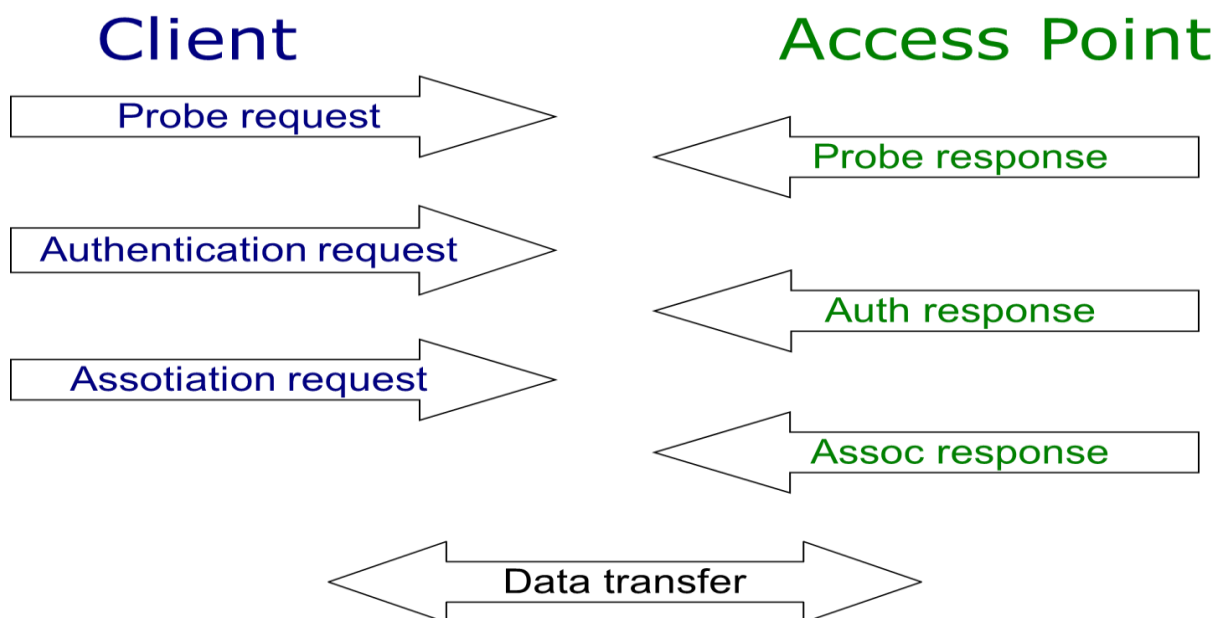 Client
Access Point
Probe request
Probe response
Authentication request
Auth response
Assotiation request
Assoc response
Data transfer